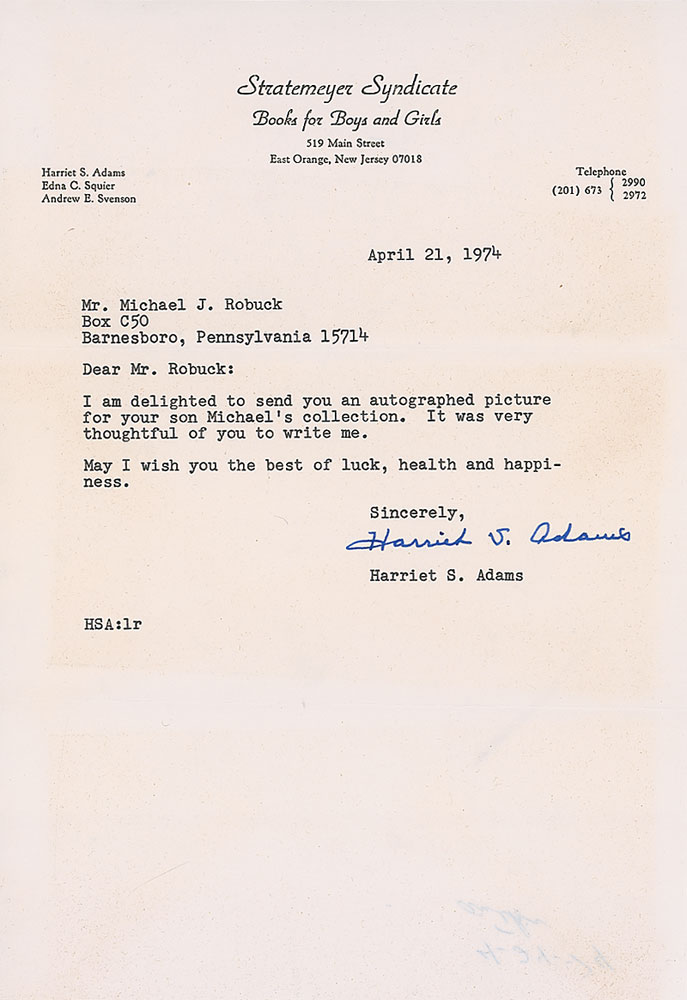 Stratemeyer Syndicate
Books for Boys and Girls
519 Main Street
East Orange, New Jersey 07018
Harriet S. Adams
Edna C. Squier
Andrew E. Svenson
Telephone
(201) 673 { 2990
2972
April 21, 1974
Mr. Michael J. Robuck
Box C50
Barnesboro, Pennsylvania 15714
Dear Mr. Robuck:
I am delighted to send you an autographed picture
for your son Michael's collection. It was very
thoughtful of you to write me.
May I wish you the best of luck, health and happi-
ness.
Sincerely,
Harriet S. Adams
Harriet S. Adams
HSA:lr